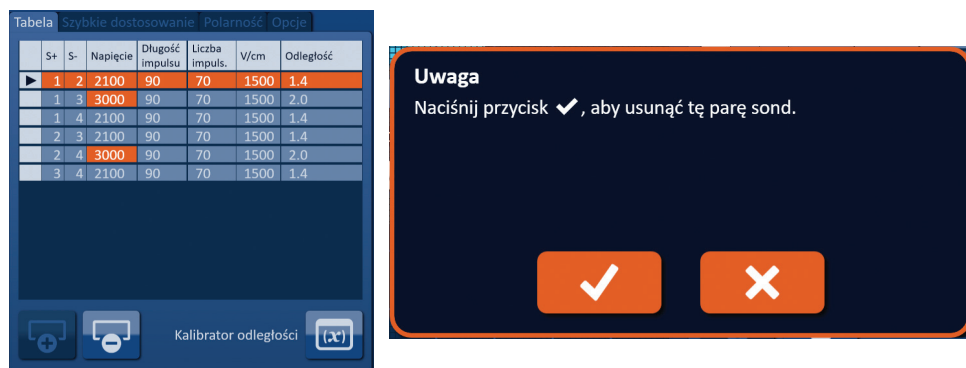 Tabela Szybkie dostosowanie Polarność Opcje
S+ S- Napięcie Długość impulsu Liczba impuls. V/cm Odległość
1 2 2100 90 70 1500 1.4
1 3 3000 90 70 1500 2.0
1 4 2100 90 70 1500 1.4
2 3 2100 90 70 1500 1.4
2 4 3000 90 70 1500 2.0
3 4 2100 90 70 1500 1.4
Kalibrator odległości (x)
Uwaga
Naciśnij przycisk ✔, aby usunąć tę parę sond.